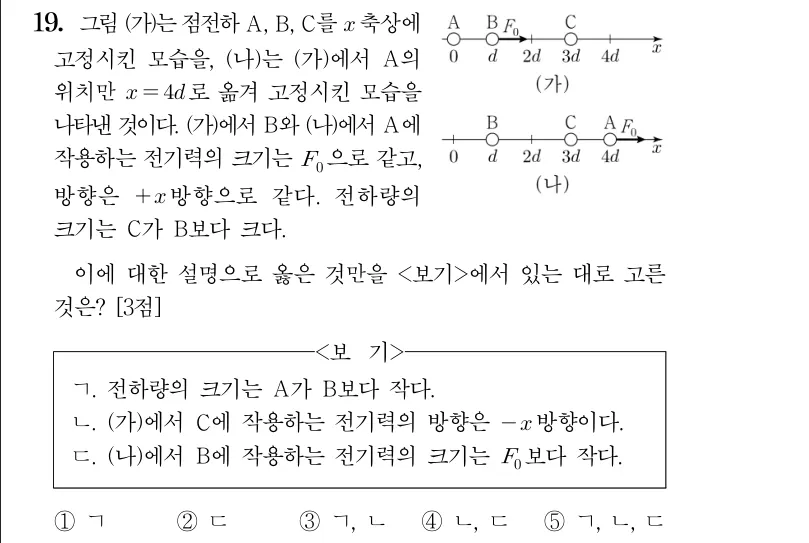 19. 그림 (가)는 점전하 A, B, C를 x축상에
고정시킨 모습을, (나)는 (가)에서 A의
위치만 x=4d로 옮겨 고정시킨 모습을
나타낸 것이다. (가)에서 B와 (나)에서 A에
작용하는 전기력의 크기는 F₀으로 같고,
방향은 +x방향으로 같다. 전하량의
크기는 C가 B보다 크다.
A B F₀ C
0 d 2d 3d 4d x
(가)
B C A F₀
0 d 2d 3d 4d x
(나)
이에 대한 설명으로 옳은 것만을 <보기>에서 있는 대로 고른
것은? [3점]
<보 기>
ㄱ. 전하량의 크기는 A가 B보다 작다.
ㄴ. (가)에서 C에 작용하는 전기력의 방향은 -x방향이다.
ㄷ. (나)에서 B에 작용하는 전기력의 크기는 F₀보다 작다.
① ㄱ ② ㄷ ③ ㄱ, ㄴ ④ ㄴ, ㄷ ⑤ ㄱ, ㄴ, ㄷ